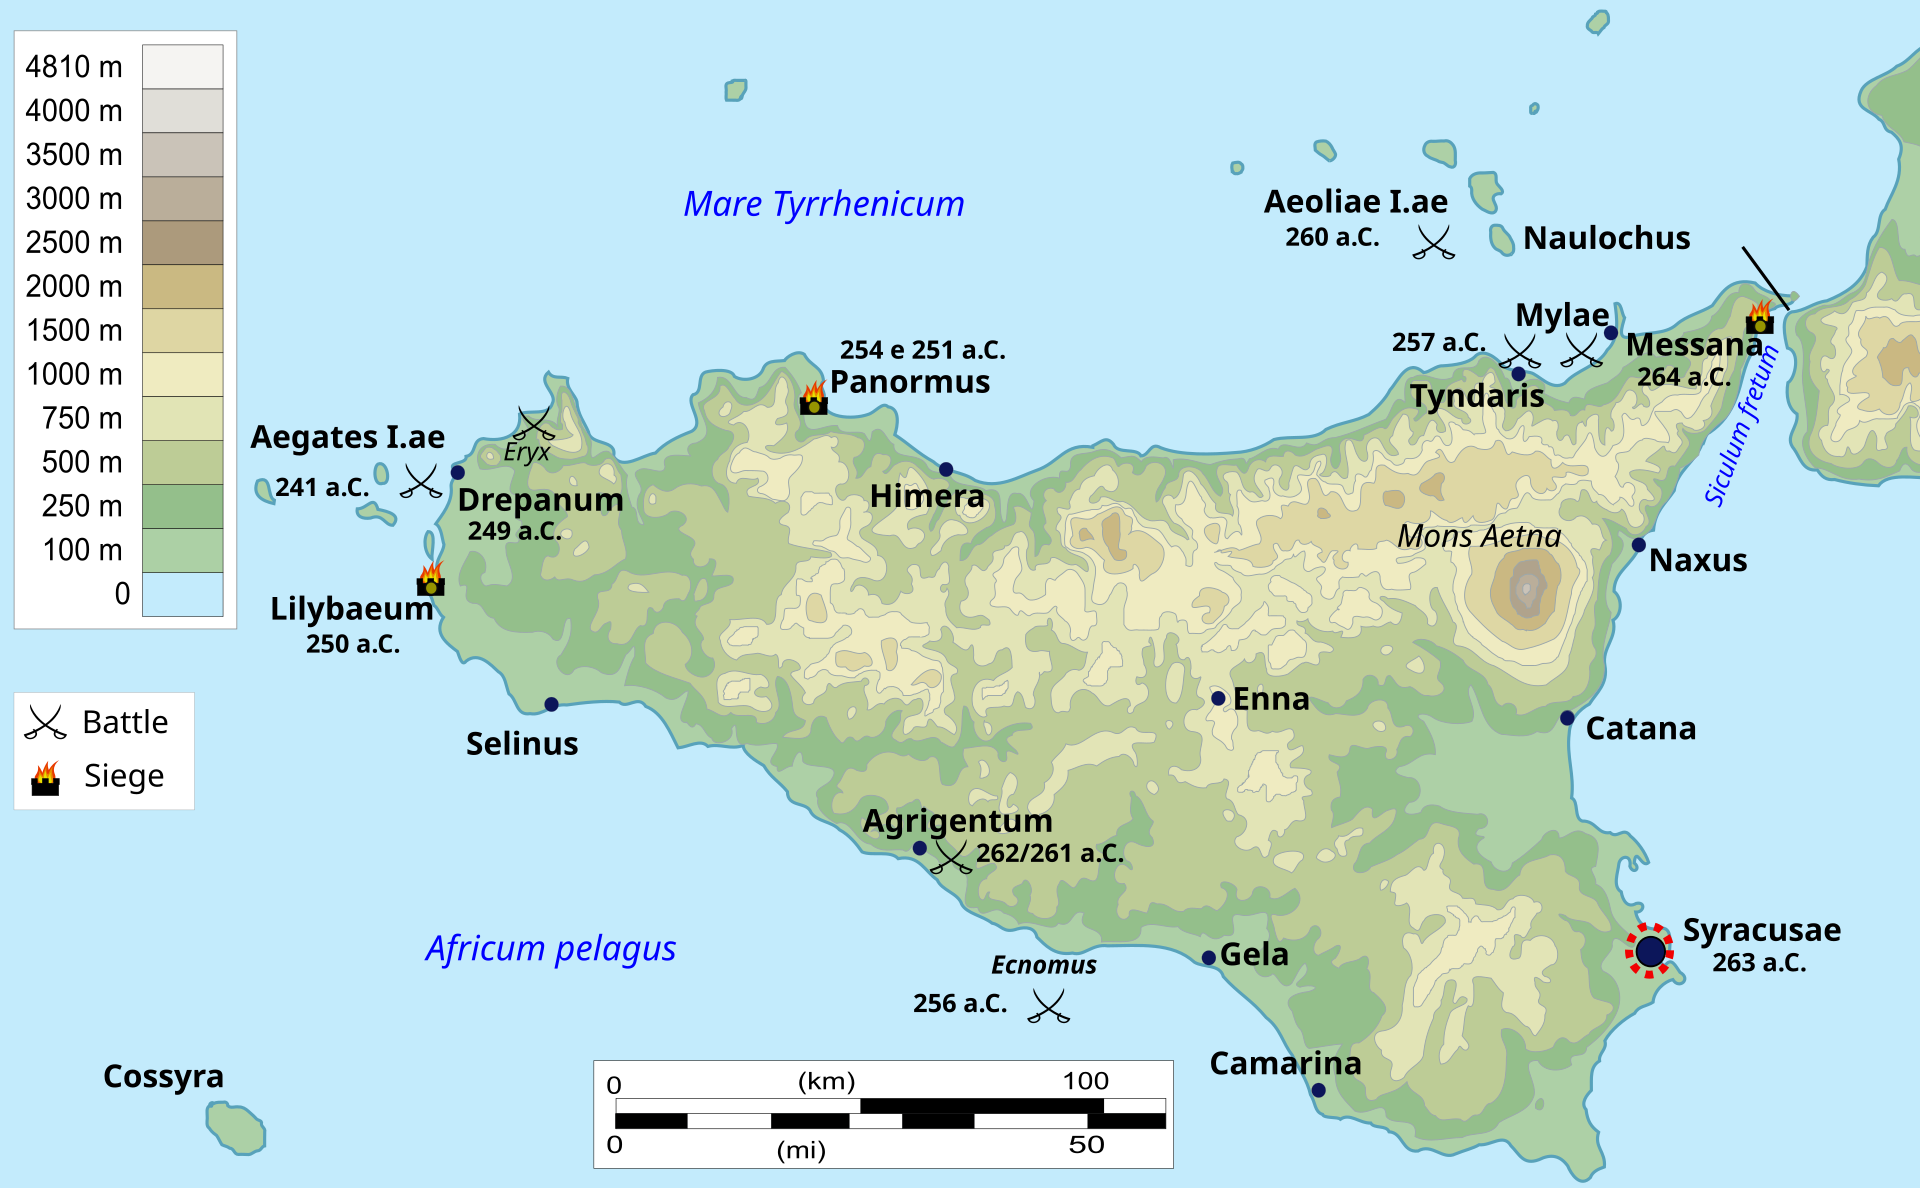 4810 m
4000 m
3500 m
3000 m
2500 m
2000 m
1500 m
1000 m
750 m
500 m
250 m
100 m
0
Battle
Siege
Mare Tyrrhenicum
Aeoliae I.ae
260 a.C.
Naulochus
Mylae
257 a.C.
Messana
264 a.C.
Tyndaris
Siculum fretum
254 e 251 a.C.
Panormus
Aegates I.ae
241 a.C.
Eryx
Drepanum
249 a.C.
Himera
Mons Aetna
Naxus
Lilybaeum
250 a.C.
Selinus
Enna
Catana
Agrigentum
262/261 a.C.
Africum pelagus
Ecnomus
256 a.C.
Gela
Syracusae
263 a.C.
Camarina
Cossyra
0 (km) 100
0 (mi) 50